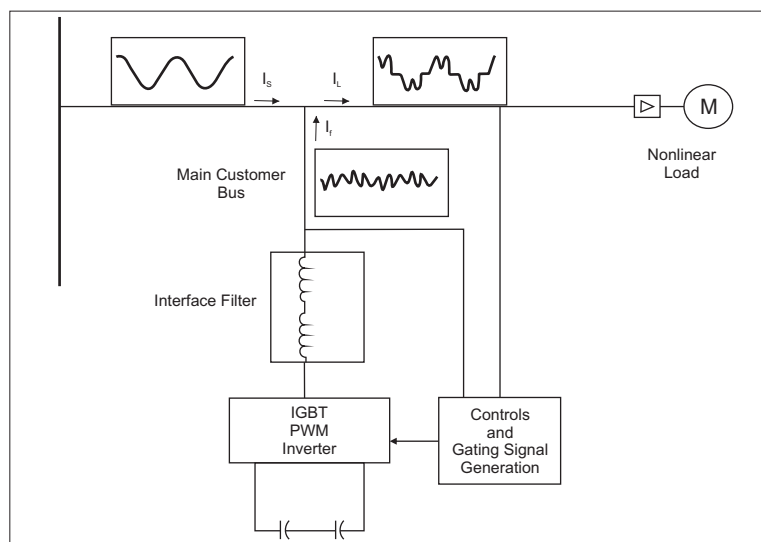 I_S
I_L
M
I_f
Nonlinear
Load
Main Customer
Bus
Interface Filter
IGBT
PWM
Inverter
Controls
and
Gating Signal
Generation